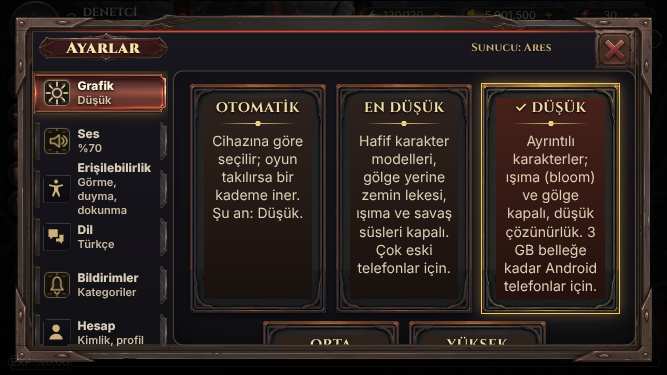 DENETCİ
AYARLAR
Sunucu: Ares
Grafik
Düşük
Ses
%70
Erişilebilirlik
Görme,
duyma,
dokunma
Dil
Türkçe
Bildirimler
Kategoriler
Hesap
Kimlik, profil
OTOMATİK
Cihazına göre
seçilir; oyun
takılırsa bir
kademe iner.
Şu an: Düşük.
EN DÜŞÜK
Hafif karakter
modelleri,
gölge yerine
zemin lekesi,
ışıma ve savaş
süsleri kapalı.
Çok eski
telefonlar için.
✓ DÜŞÜK
Ayrıntılı
karakterler;
ışıma (bloom)
ve gölge
kapalı, düşük
çözünürlük. 3
GB belleğe
kadar Android
telefonlar için.
ORTA
YÜKSEK